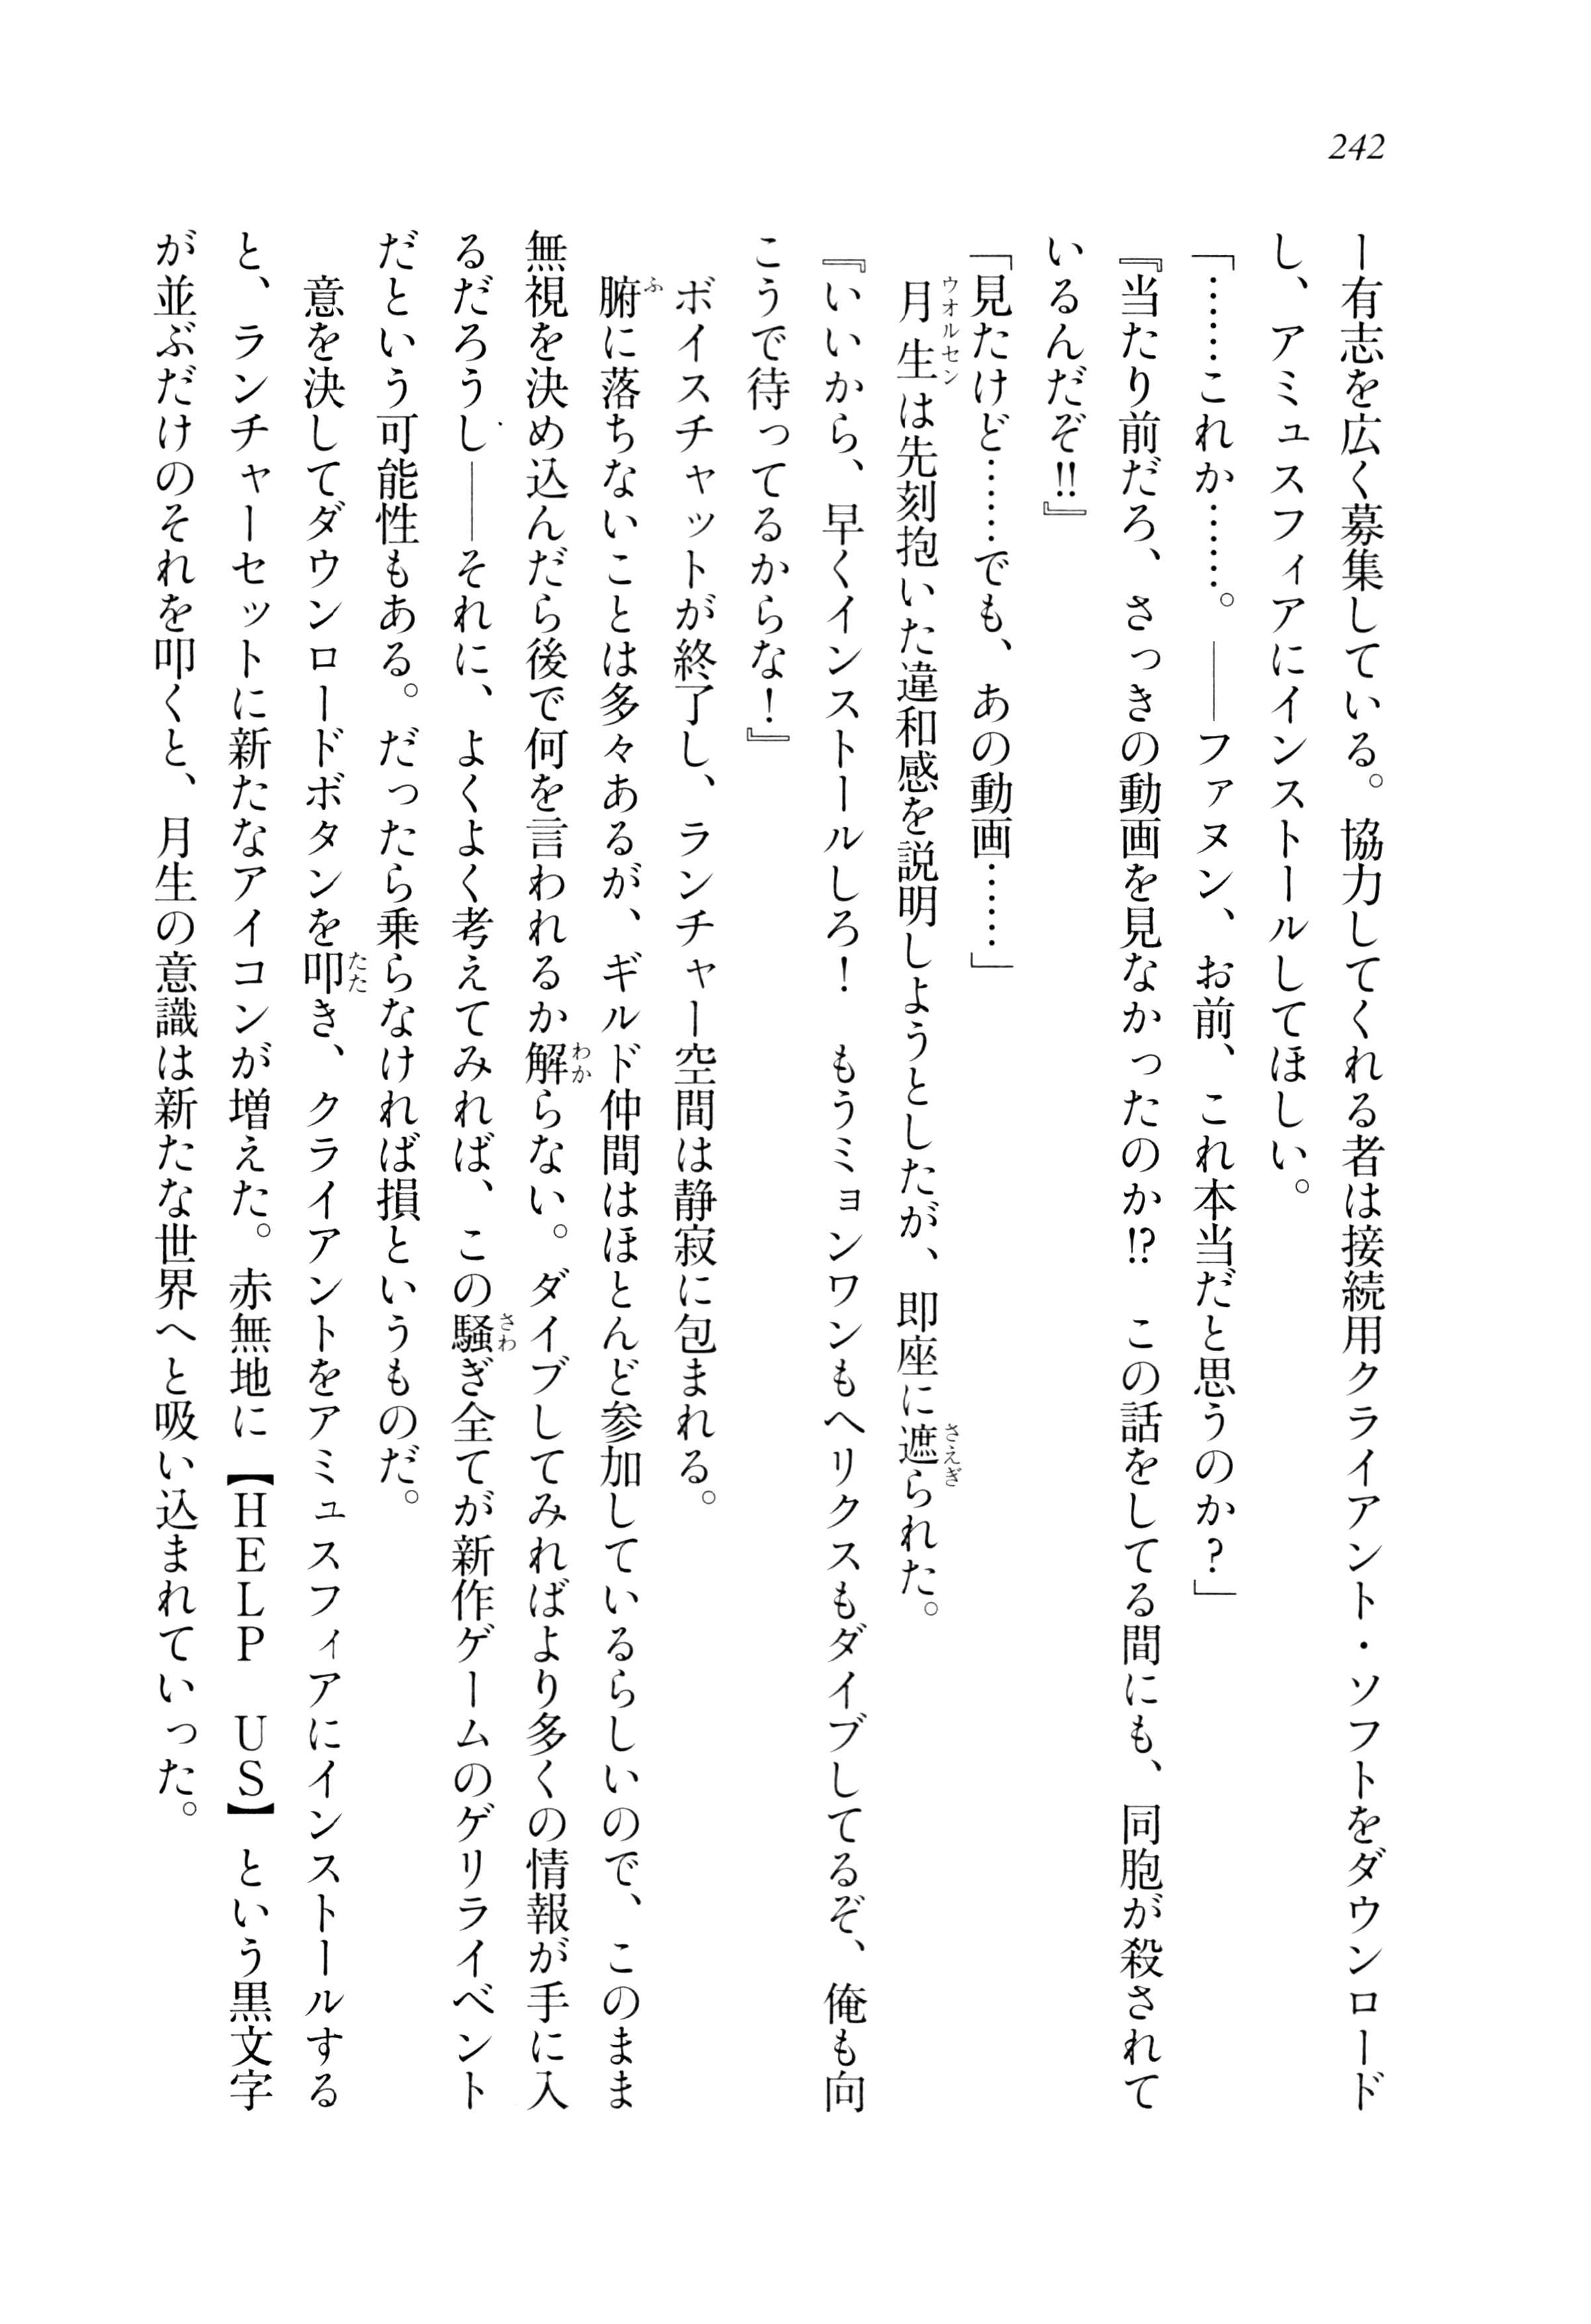 242
ー有志を広く募集している。協力してくれる者は接続用クライアント・ソフトをダウンロード
し、アミュスフィアにインストールしてほしい。
「……これか……。――ファヌン、お前、これ本当だと思うのか？」
『当たり前だろ、さっきの動画を見なかったのか!?　この話をしてる間にも、同胞が殺されて
いるんだぞ!!』
「見たけど……でも、あの動画……」
　月生は先刻抱いた違和感を説明しようとしたが、即座に遮られた。
『いいから、早くインストールしろ！　もうミョンワンもヘリクスもダイブしてるぞ、俺も向
こうで待ってるからな！』
　ボイスチャットが終了し、ランチャー空間は静寂に包まれる。
　腑に落ちないことは多々あるが、ギルド仲間はほとんど参加しているらしいので、このまま
無視を決め込んだら後で何を言われるか解らない。ダイブしてみればより多くの情報が手に入
るだろうし――それに、よくよく考えてみれば、この騒ぎ全てが新作ゲームのゲリライベント
だという可能性もある。だったら乗らなければ損というものだ。
　意を決してダウンロードボタンを叩き、クライアントをアミュスフィアにインストールする
と、ランチャーセットに新たなアイコンが増えた。赤無地に【ＨＥＬＰ　ＵＳ】という黒文字
が並ぶだけのそれを叩くと、月生の意識は新たな世界へと吸い込まれていった。